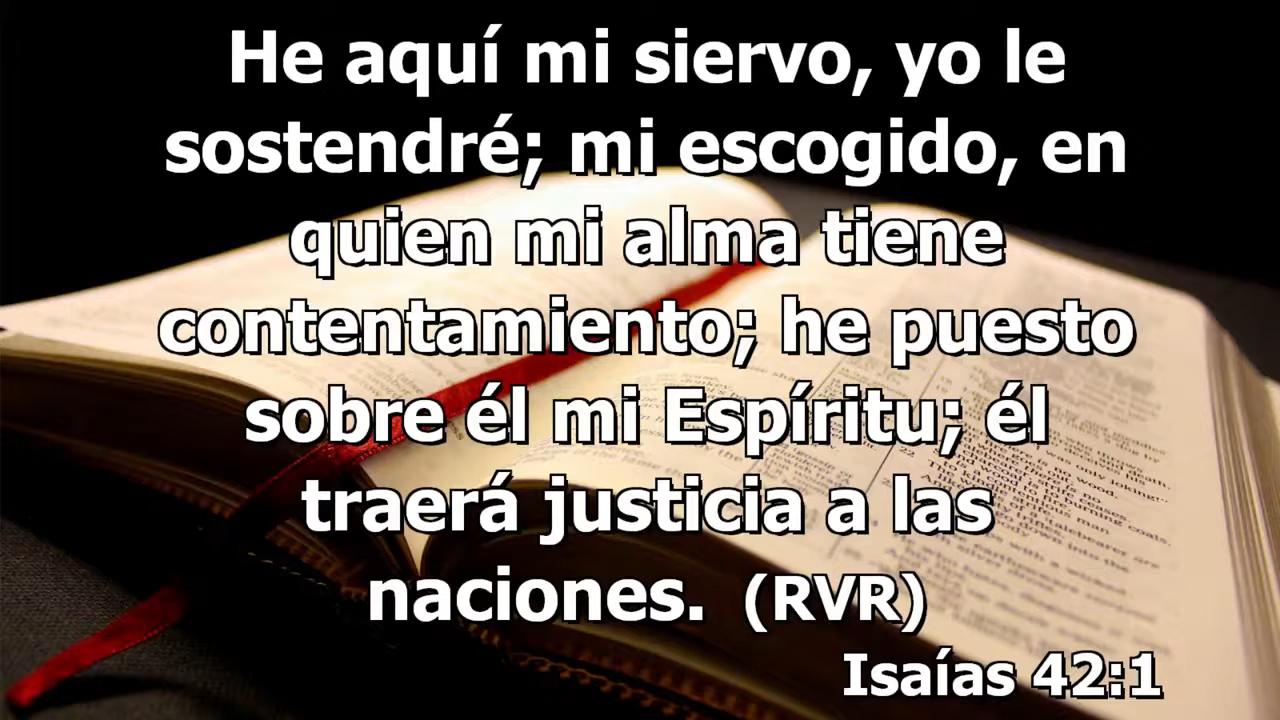 He aquí mi siervo, yo le
sostendré; mi escogido, en
quien mi alma tiene
contentamiento; he puesto
sobre él mi Espíritu; él
traerá justicia a las
naciones. (RVR)
Isaías 42:1